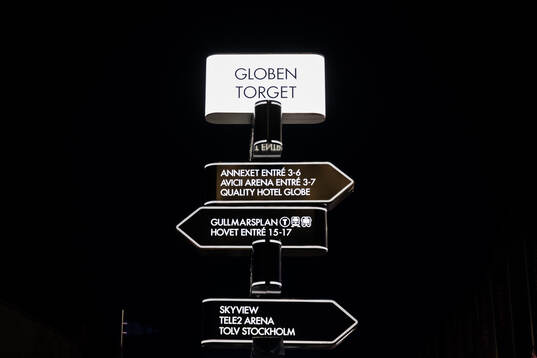 GLOBEN
TORGET
ANNEXET ENTRÉ 3-6
AVICII ARENA ENTRÉ 3-7
QUALITY HOTEL GLOBE
GULLMARSPLAN T
HOVET ENTRÉ 15-17
SKYVIEW
TELE2 ARENA
TOLV STOCKHOLM